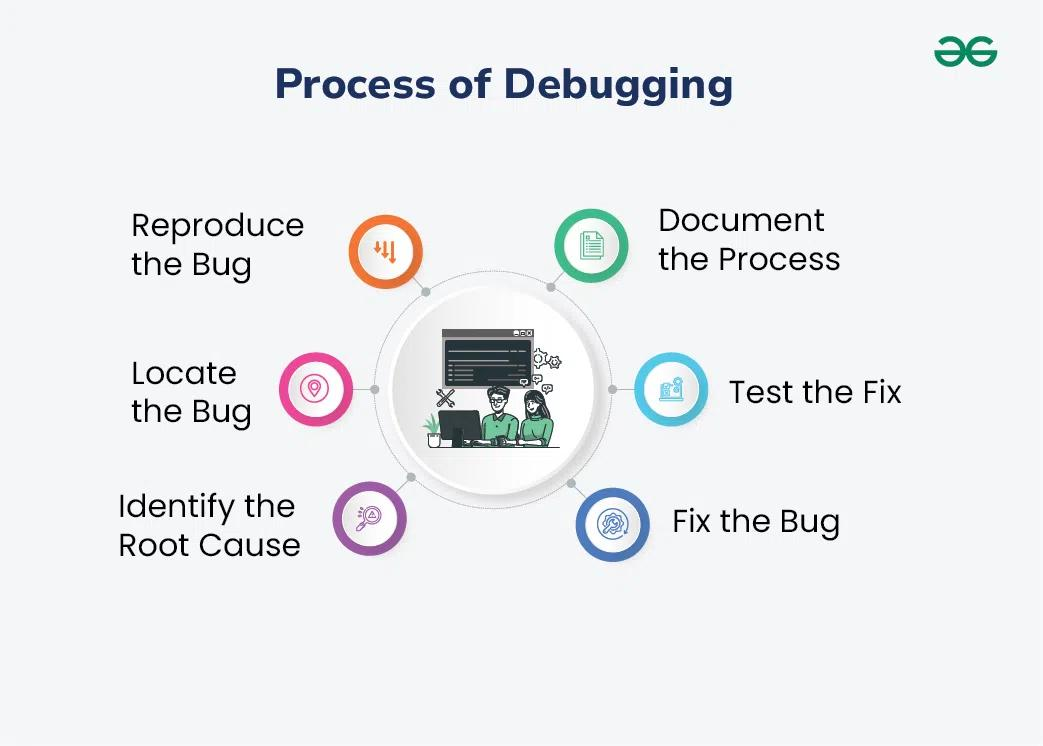 Process of Debugging
Reproduce
the Bug
Locate
the Bug
Identify the
Root Cause
Fix the Bug
Test the Fix
Document
the Process